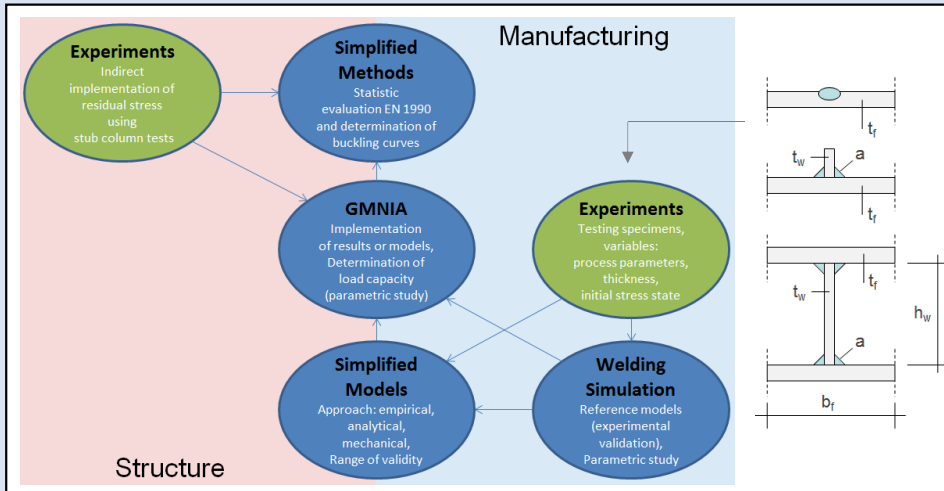 Manufacturing
Experiments
Indirect
implementation of
residual stress
using
stub column tests
Simplified
Methods
Statistic
evaluation EN 1990
and determination of
buckling curves
GMNIA
Implementation
of results or models,
Determination of
load capacity
(parametric study)
Experiments
Testing specimens,
variables:
process parameters,
thickness,
initial stress state
Simplified
Models
Approach: empirical,
analytical,
mechanical,
Range of validity
Welding
Simulation
Reference models
(experimental
validation),
Parametric study
Structure
tf
tw
a
tf
tw
tf
hw
a
bf